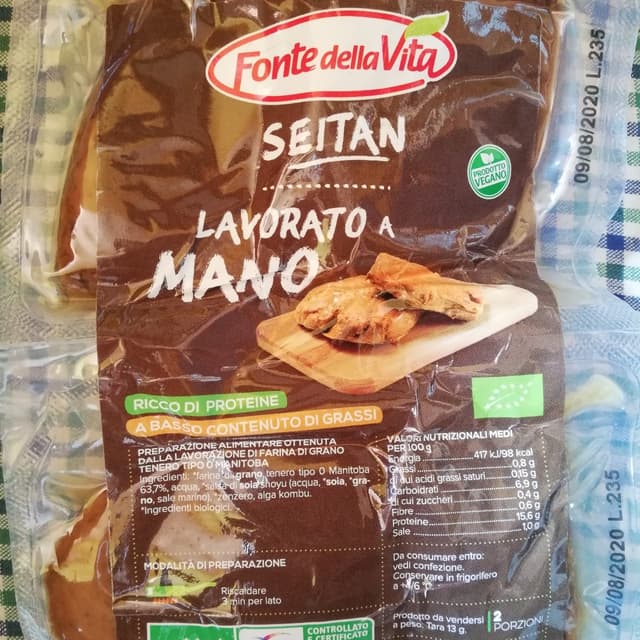 Fonte della Vita
SEITAN
LAVORATO A
MANO
PRODOTTO
VEGANO
09/08/2020 L.235
RICCO DI PROTEINE
A BASSO CONTENUTO DI GRASSI
PREPARAZIONE ALIMENTARE OTTENUTA
DALLA LAVORAZIONE DI FARINA DI GRANO
TENERO TIPO 0 MANITOBA
Ingredienti: *farina di grano tenero tipo 0 Manitoba
63,7%, acqua, *salsa di soia shoyu (acqua, *soia, *gra-
no, sale marino), *zenzero, alga kombu.
*Ingredienti biologici.
MODALITÀ DI PREPARAZIONE
Riscaldare
3 min per lato
VALORI NUTRIZIONALI MEDI
PER 100 g
Energia 417 kJ/98 kcal
Grassi 0,8 g
di cui acidi grassi saturi 0,15 g
Carboidrati 6,9 g
di cui zuccheri 0,4 g
Fibre 0,6 g
Proteine 15,6 g
Sale 1,0 g
Da consumare entro:
vedi confezione.
Conservare in frigorifero
a +4/6 °C
Prodotto da vendersi
a peso. Tara 13 g.
2
PORZIONI
CONTROLLATO
E CERTIFICATO
09/08/2020 L.235